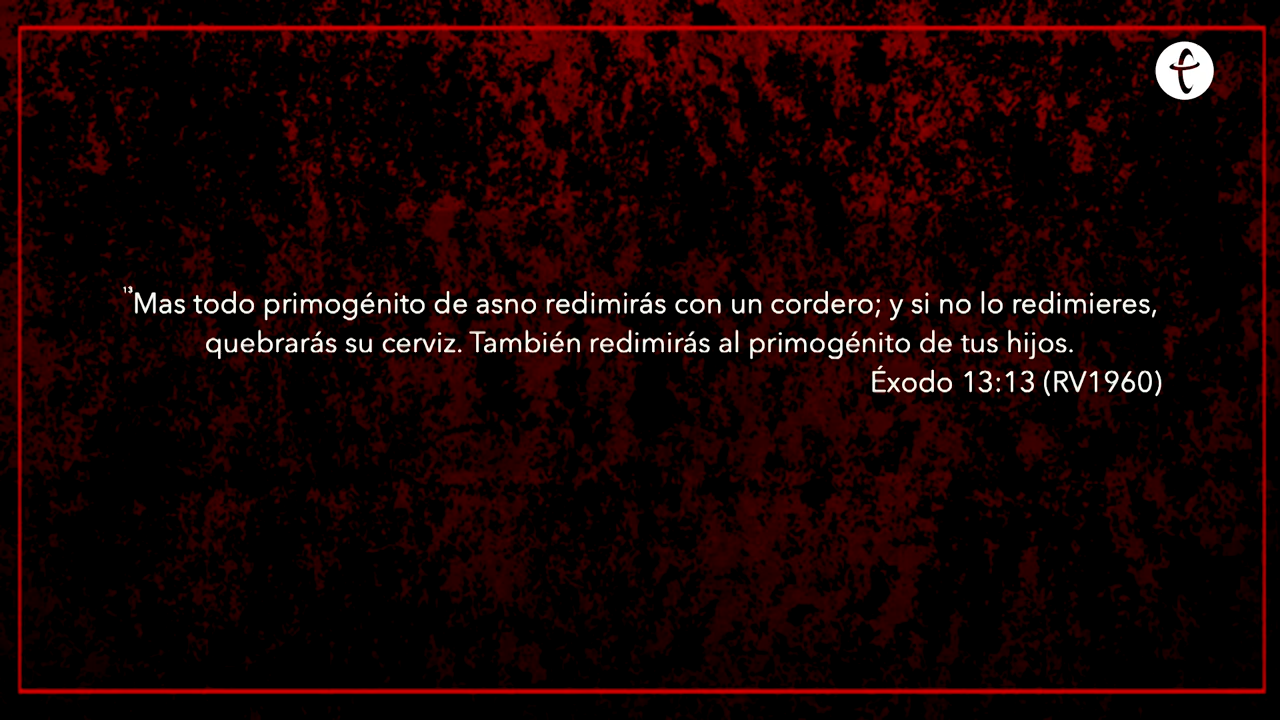 ¹³Mas todo primogénito de asno redimirás con un cordero; y si no lo redimieres,
quebrarás su cerviz. También redimirás al primogénito de tus hijos.
Éxodo 13:13 (RV1960)